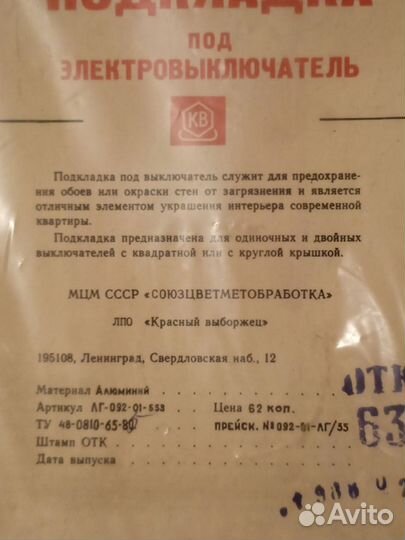 ПОДКЛАДКА
ПОД
ЭЛЕКТРОВЫКЛЮЧАТЕЛЬ
КВ
Подкладка под выключатель служит для предохране-
ния обоев или окраски стен от загрязнения и является
отличным элементом украшения интерьера современной
квартиры.
Подкладка предназначена для одиночных и двойных
выключателей с квадратной или с круглой крышкой.
МЦМ СССР «СОЮЗЦВЕТМЕТОБРАБОТКА»
ЛПО «Красный выборжец»
195108, Ленинград, Свердловская наб., 12
Материал Алюминий
Артикул ЛГ-092-01-553 Цена 62 коп.
ТУ 48-0810-65-80 ПРЕЙСК. №092-01-ЛГ/55
Штамп ОТК
Дата выпуска
ОТК
63
Avito